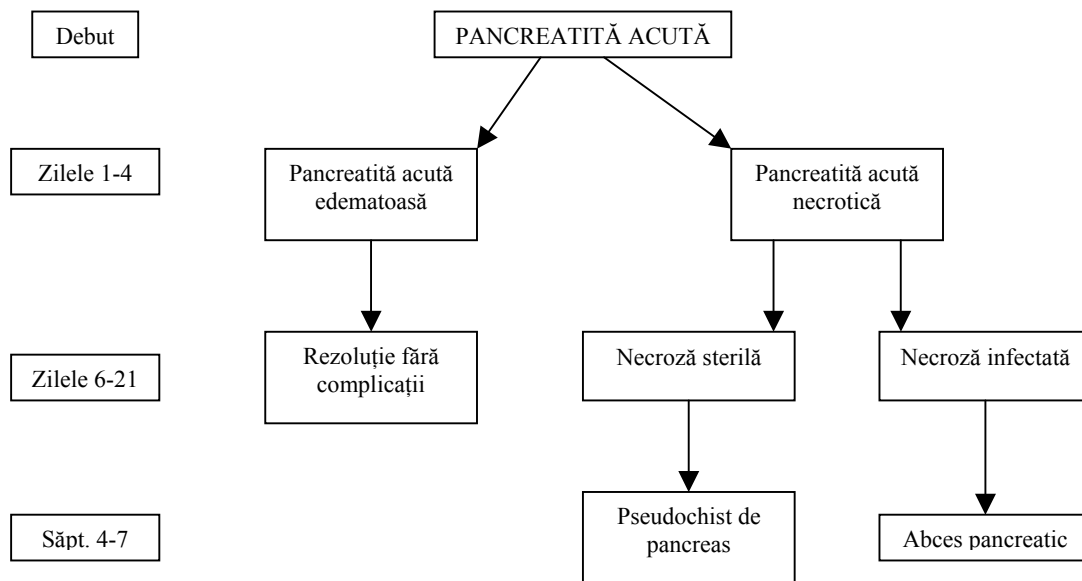 Debut
PANCREATITĂ ACUTĂ
Zilele 1-4
Pancreatită acută
edematoasă
Pancreatită acută
necrotică
Zilele 6-21
Rezoluție fără
complicații
Necroză sterilă
Necroză infectată
Săpt. 4-7
Pseudochist de
pancreas
Abces pancreatic